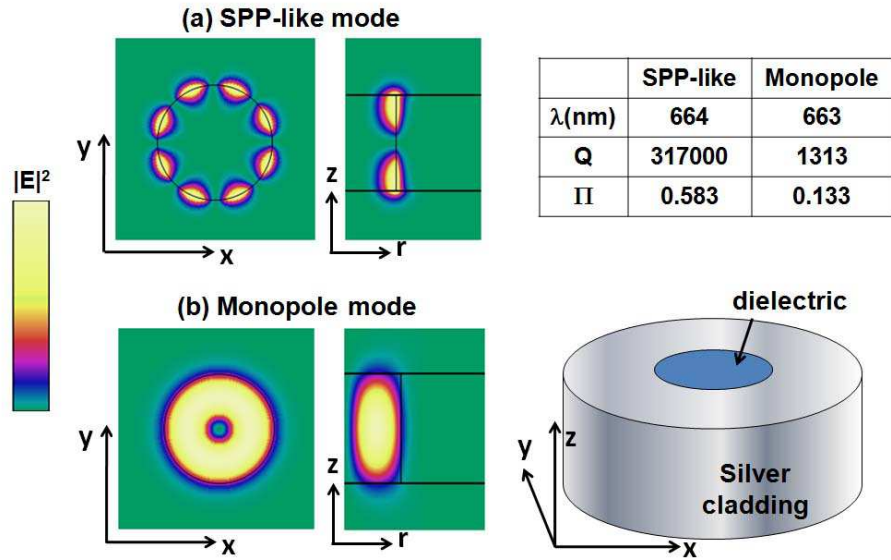 (a) SPP-like mode
y
x
z
r
|E|²
(b) Monopole mode
y
x
z
r
SPP-like Monopole
λ(nm) 664 663
Q 317000 1313
Π 0.583 0.133
dielectric
y
z
x
Silver
cladding